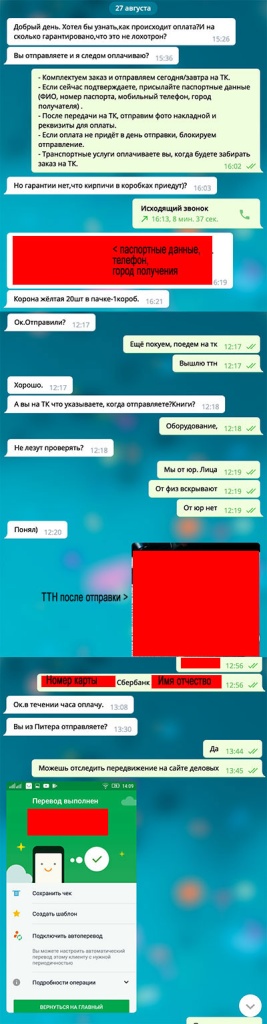 27 августа
Добрый день. Хотел бы узнать,как происходит оплата?И на
сколько гарантировано,что это не лохотрон?
15:26
Вы отправляете и я следом оплачиваю?
15:36
- Комплектуем заказ и отправляем сегодня/завтра на ТК.
- Если сейчас подтверждаете, присылайте паспортные данные
(ФИО, номер паспорта, мобильный телефон, город
получателя) .
- После передачи на ТК, отправим фото накладной и
реквизиты для оплаты.
- Если оплата не придёт в день отправки, блокируем
отправление.
- Транспортные услуги оплачиваете вы, когда будете забирать
заказ на ТК.
16:02
Но гарантии нет,что кирпичи в коробках приедут)?
16:03
Исходящий звонок
16:13, 8 мин. 37 сек.
< паспортные данные,
телефон,
город получения
6:19
Корона жёлтая 20шт в пачке-1короб.
16:21
Ок.Отправили?
12:17
Ещё покуем, поедем на тк
12:17
Вышлю ттн
12:17
Хорошо.
12:17
А вы на ТК что указываете, когда отправляете?Книги?
12:18
Оборудование,
12:18
Не лезут проверять?
12:18
Мы от юр. Лица
12:19
От физ вскрывают
12:19
От юр нет
12:19
Понял)
12:20
ТТН после отправки >
12:56
Номер карты Сбербанк Имя отчество
12:56
Ок.в течении часа оплачу.
13:08
Вы из Питера отправляете?
13:30
Да
13:44
Можешь отследить передвижение на сайте деловых
13:45
14:09
Перевод выполнен
Сохранить чек
Создать шаблон
Подключить автоперевод
Вы можете настроить автоматический
перевод этому клиенту с нужной
периодичностью
Подробности операции
ВЕРНУТЬСЯ НА ГЛАВНЫЙ